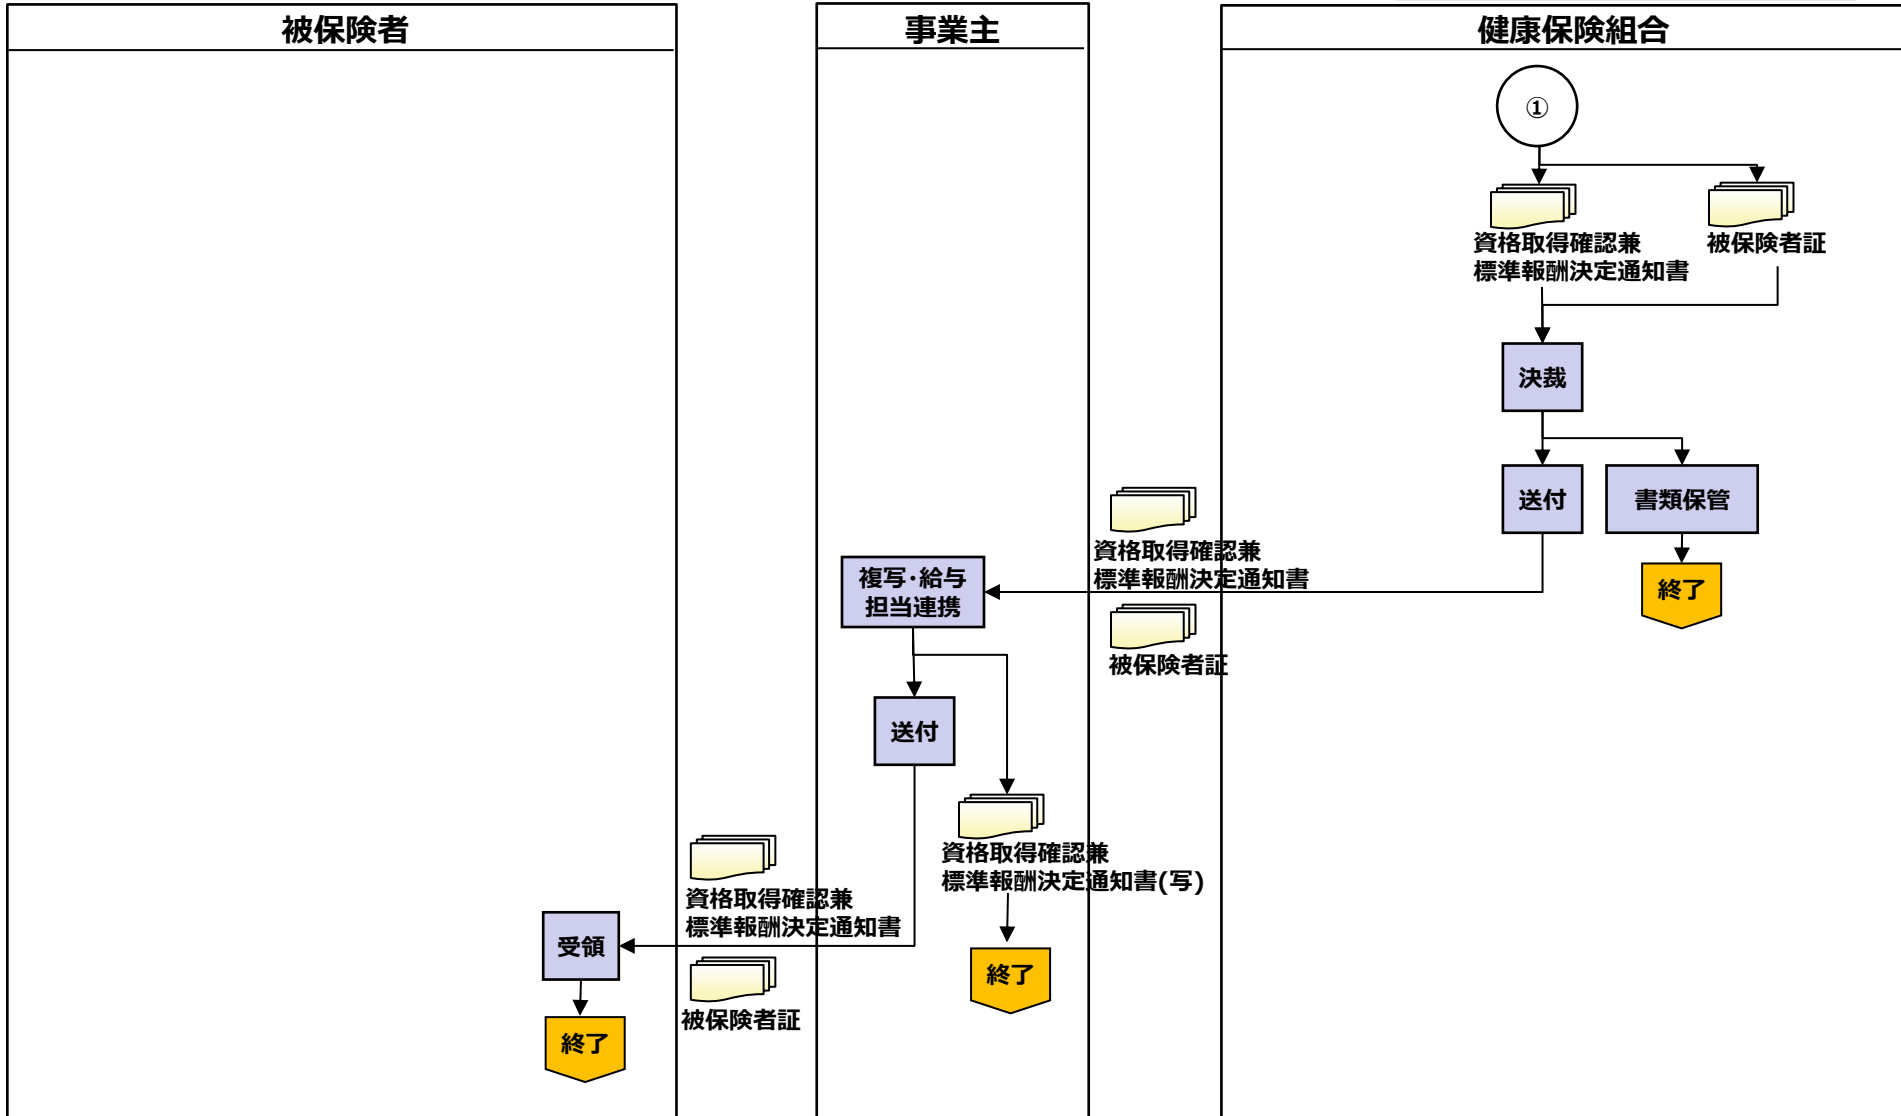 被保険者
事業主
健康保険組合
①
資格取得確認兼
標準報酬決定通知書
被保険者証
決裁
送付
書類保管
終了
資格取得確認兼
標準報酬決定通知書
被保険者証
複写・給与
担当連携
送付
資格取得確認兼
標準報酬決定通知書(写)
終了
資格取得確認兼
標準報酬決定通知書
被保険者証
受領
終了